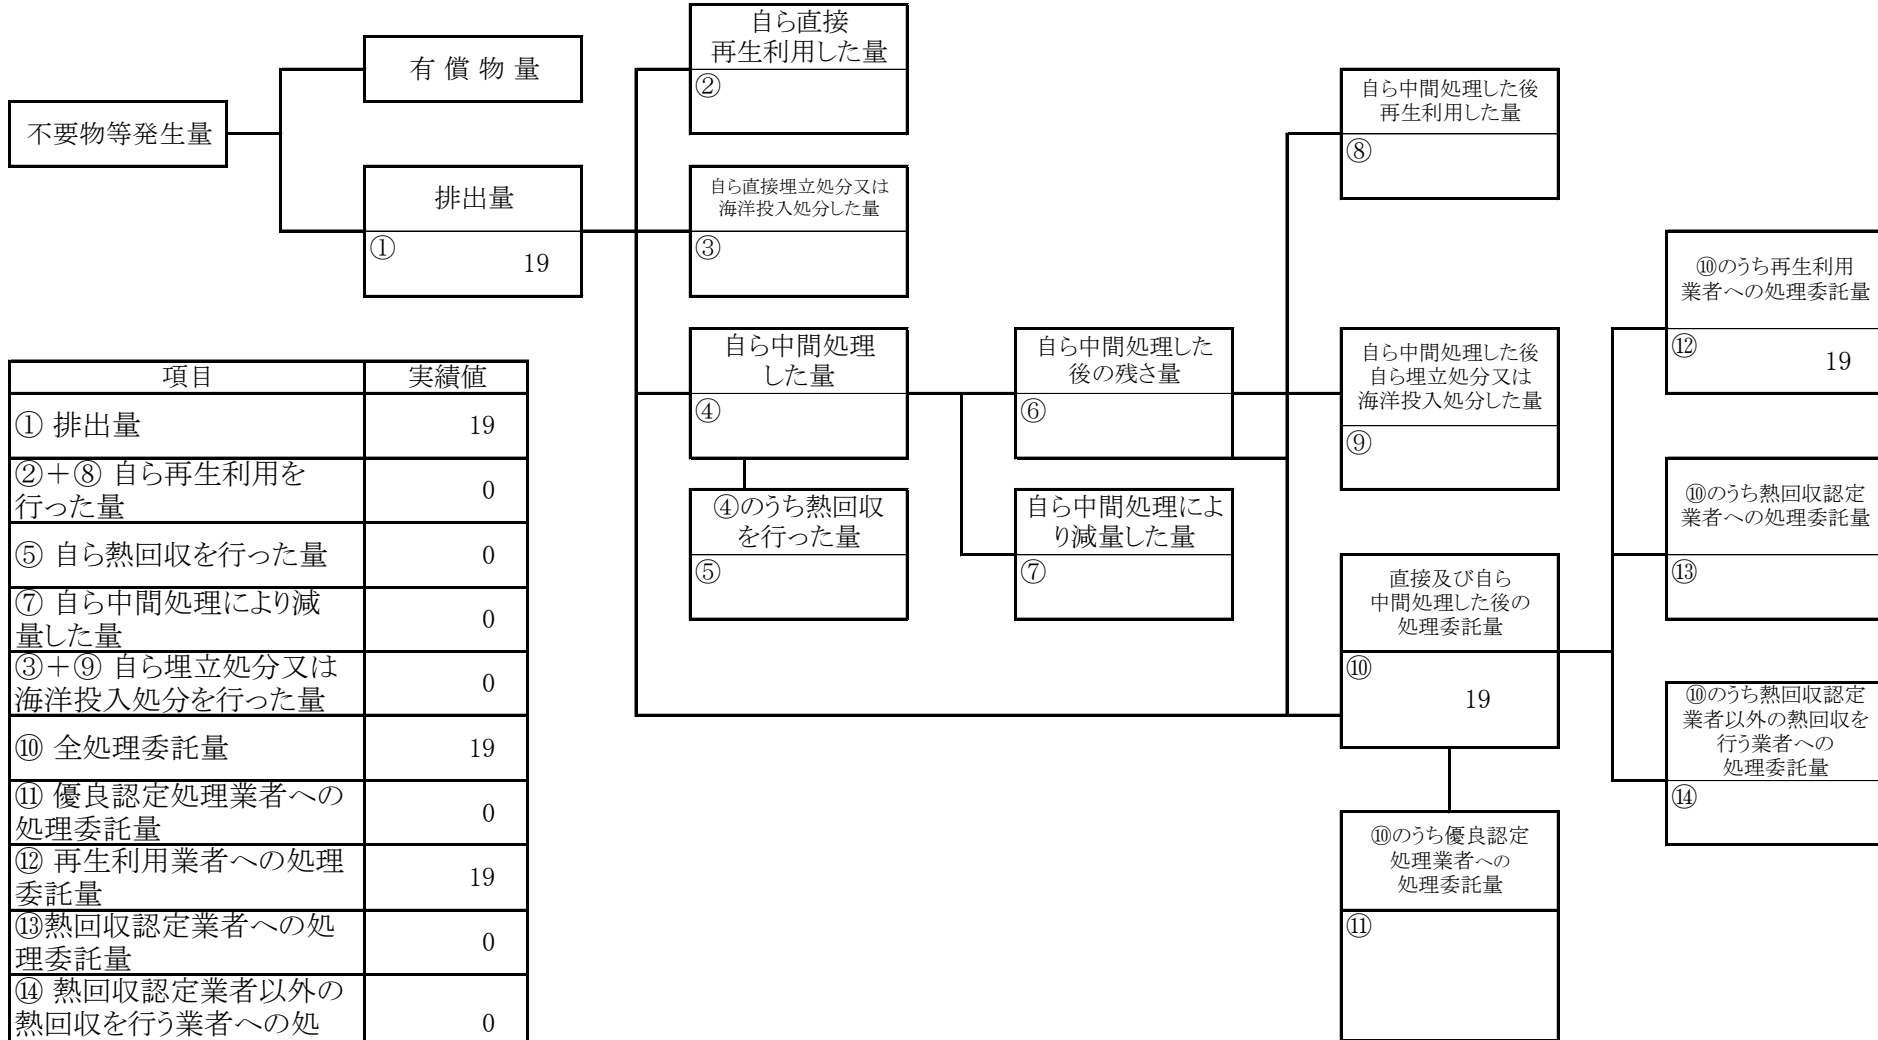 自ら直接
再生利用した量
②
有 償 物 量
不要物等発生量
排出量
①
19
自ら直接埋立処分又は
海洋投入処分した量
③
自ら中間処理
した量
④
④のうち熱回収
を行った量
⑤
自ら中間処理した
後の残さ量
⑥
自ら中間処理によ
り減量した量
⑦
自ら中間処理した後
再生利用した量
⑧
自ら中間処理した後
自ら埋立処分又は
海洋投入処分した量
⑨
直接及び自ら
中間処理した後の
処理委託量
⑩
19
⑩のうち優良認定
処理業者への
処理委託量
⑪
⑩のうち再生利用
業者への処理委託量
⑫
19
⑩のうち熱回収認定
業者への処理委託量
⑬
⑩のうち熱回収認定
業者以外の熱回収を
行う業者への
処理委託量
⑭
項目 実績値
① 排出量 19
②＋⑧ 自ら再生利用を
行った量 0
⑤ 自ら熱回収を行った量 0
⑦ 自ら中間処理により減
量した量 0
③＋⑨ 自ら埋立処分又は
海洋投入処分を行った量 0
⑩ 全処理委託量 19
⑪ 優良認定処理業者への
処理委託量 0
⑫ 再生利用業者への処理
委託量 19
⑬熱回収認定業者への処
理委託量 0
⑭ 熱回収認定業者以外の
熱回収を行う業者への処 0